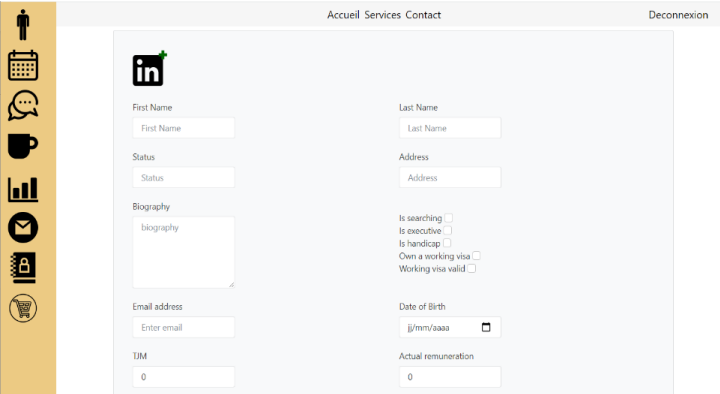 Accueil Services Contact Deconnexion
in
First Name Last Name
First Name Last Name
Status Address
Status Address
Biography
biography
Is searching
Is executive
Is handicap
Own a working visa
Working visa valid
Email address Date of Birth
Enter email jj/mm/aaaa
TJM Actual remuneration
0 0